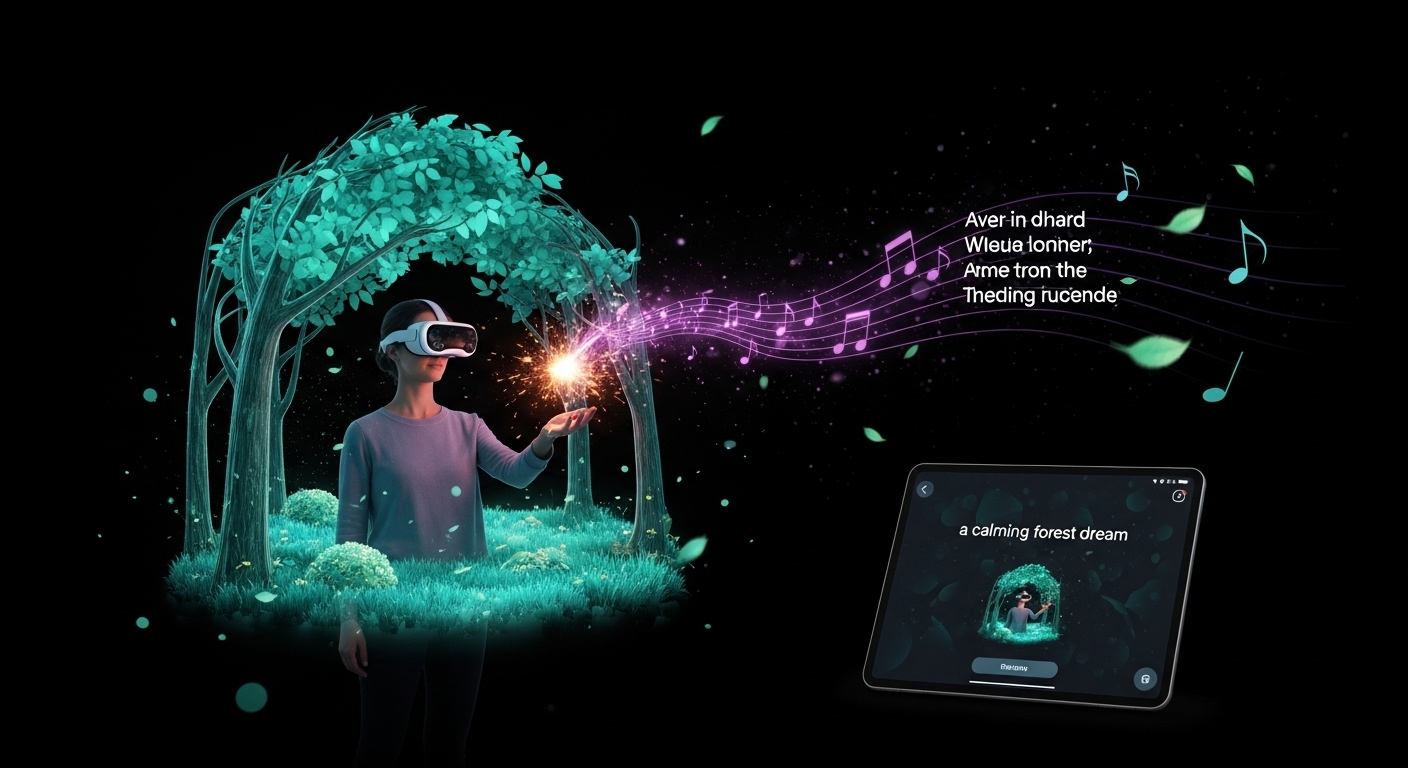 Aver in dhard
Wleua lonner;
Arme tron the
Theding rucende
a calming forest dream